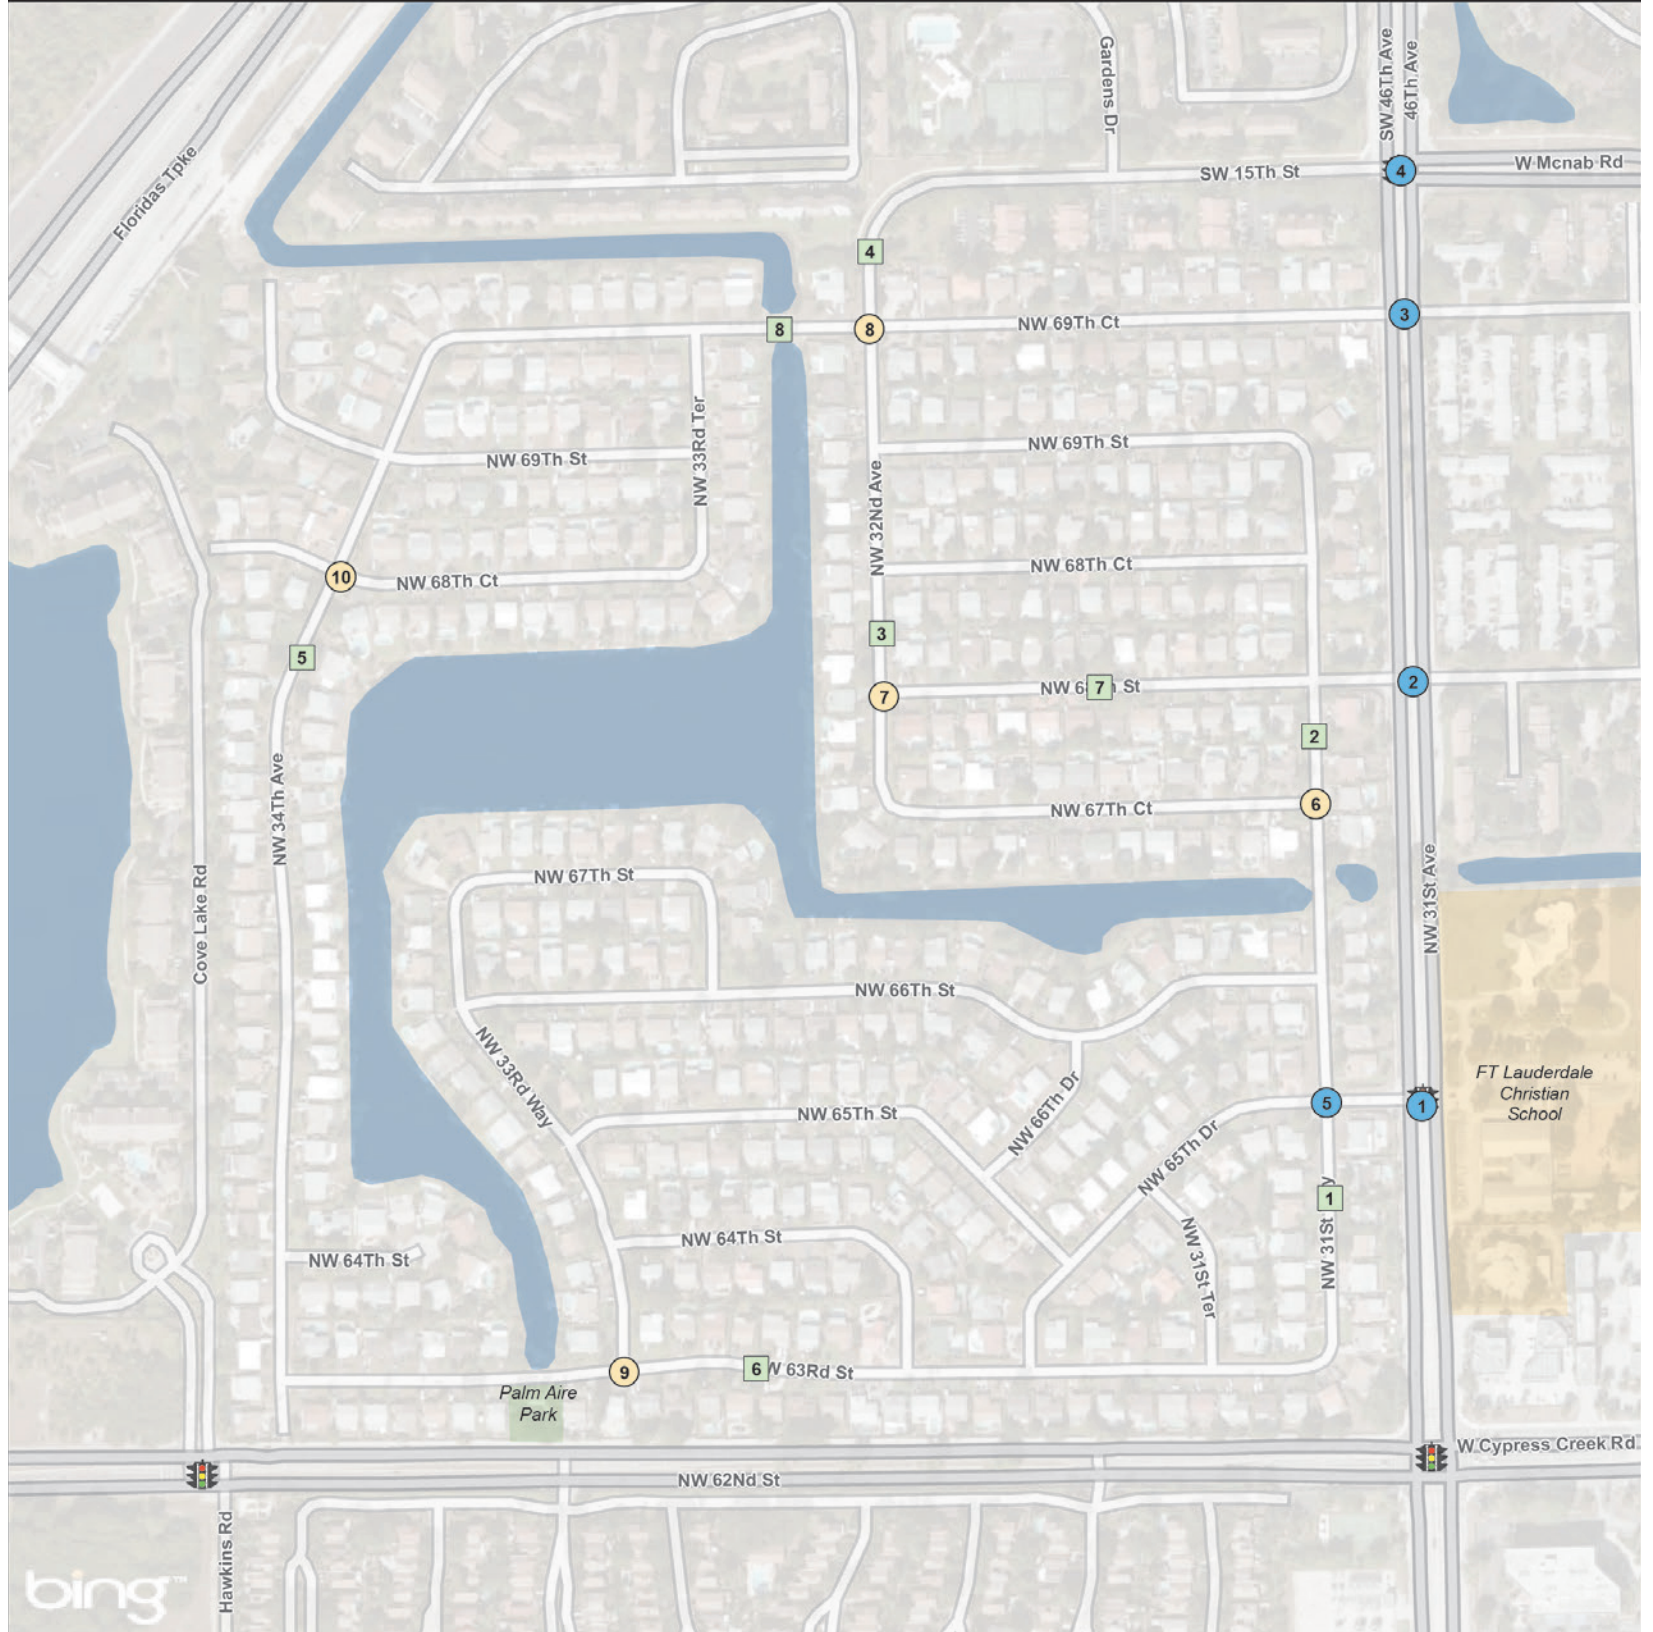 Gardens Dr
SW 46Th Ave
46Th Ave
Floridas Tpke
4
SW 15Th St
W Mcnab Rd
4
8
8
NW 69Th Ct
3
NW 33Rd Ter
NW 69Th St
NW 69Th St
NW 32Nd Ave
10
NW 68Th Ct
NW 68Th Ct
5
3
7
7
St
2
2
NW 34Th Ave
NW 67Th Ct
6
NW 67Th St
Cove Lake Rd
NW 31St Ave
NW 66Th St
NW 33Rd Way
NW 66Th Dr
NW 65Th St
5
1
FT Lauderdale
Christian
School
NW 65Th Dr
1
NW 31St
NW 31St Ter
NW 64Th St
NW 64Th St
9
6
W 63Rd St
Palm Aire
Park
W Cypress Creek Rd
NW 62Nd St
Hawkins Rd
bing™